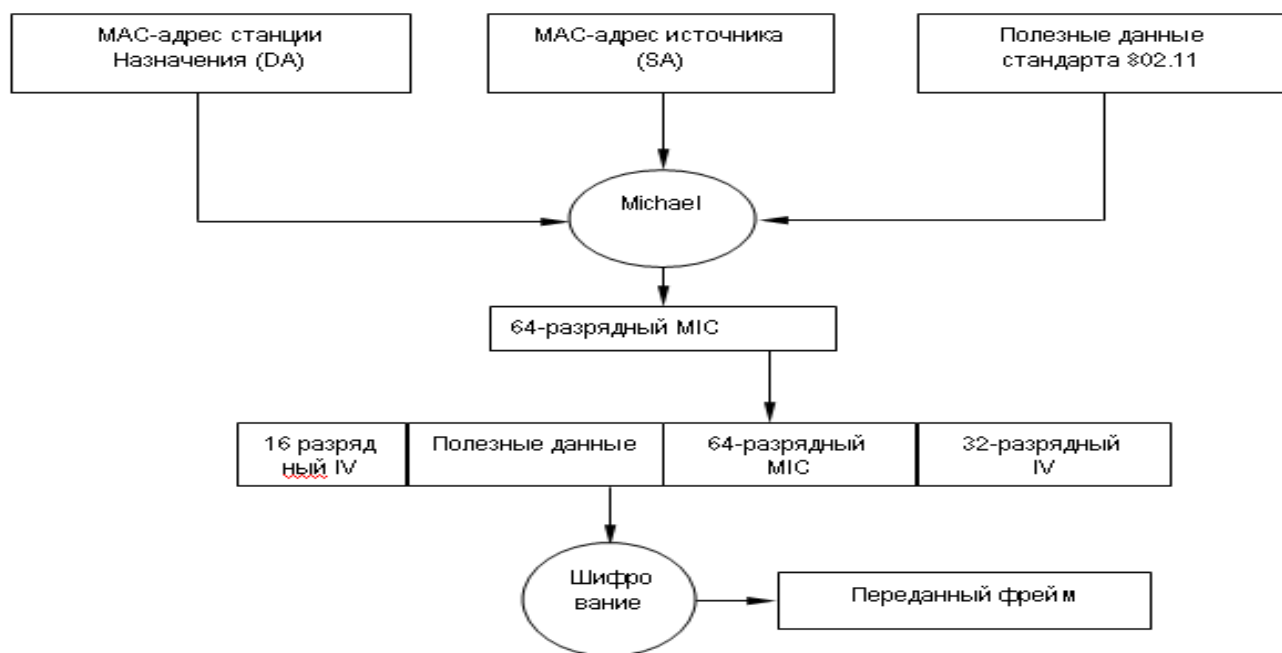 МАС-адрес станции
Назначения (DA)
МАС-адрес источника
(SA)
Полезные данные
стандарта 802.11
Michael
64-разрядный MIC
16 разряд
ный IV
Полезные данные
64-разрядный
MIC
32-разрядный
IV
Шифро
вание
Переданный фрейм